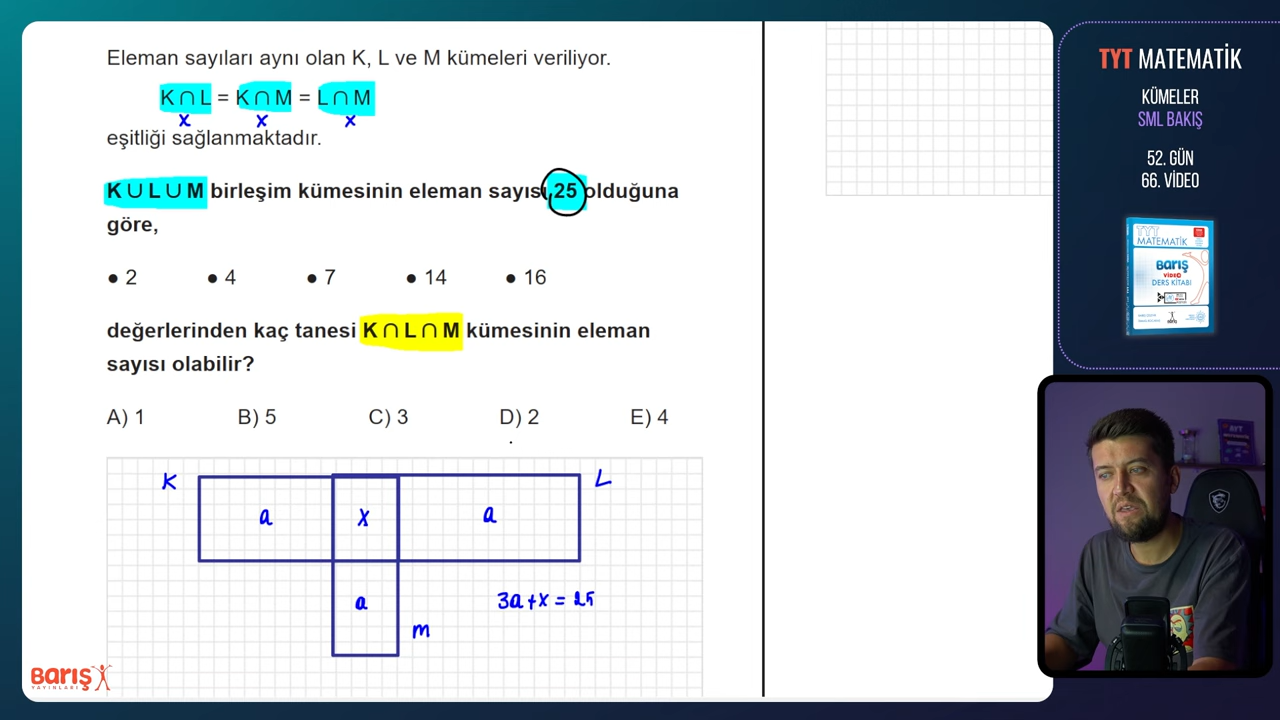 Eleman sayıları aynı olan K, L ve M kümeleri veriliyor.
K∩L = K∩M = L∩M
x x x
eşitliği sağlanmaktadır.
K∪L∪M birleşim kümesinin eleman sayısı 25 olduğuna
göre,
● 2 ● 4 ● 7 ● 14 ● 16
değerlerinden kaç tanesi K∩L∩M kümesinin eleman
sayısı olabilir?
A) 1 B) 5 C) 3 D) 2 E) 4
K L
a x a
a 3a+x = 25
m
BARIŞ
YAYINLARI
TYT MATEMATİK
KÜMELER
SML BAKIŞ
52. GÜN
66. VİDEO
TYT
MATEMATİK
BARIŞ
VİDEO
DERS KİTABI